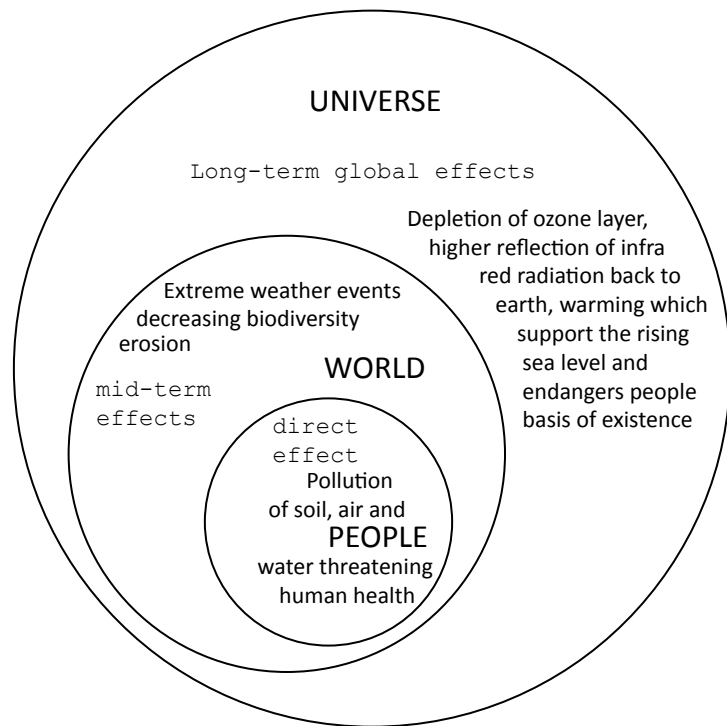 UNIVERSE
Long-term global effects
Depletion of ozone layer,
higher reflection of infra
red radiation back to
earth, warming which
support the rising
sea level and
endangers people
basis of existence
Extreme weather events
decreasing biodiversity
erosion
WORLD
mid-term
effects
direct
effect
Pollution
of soil, air and
PEOPLE
water threatening
human health